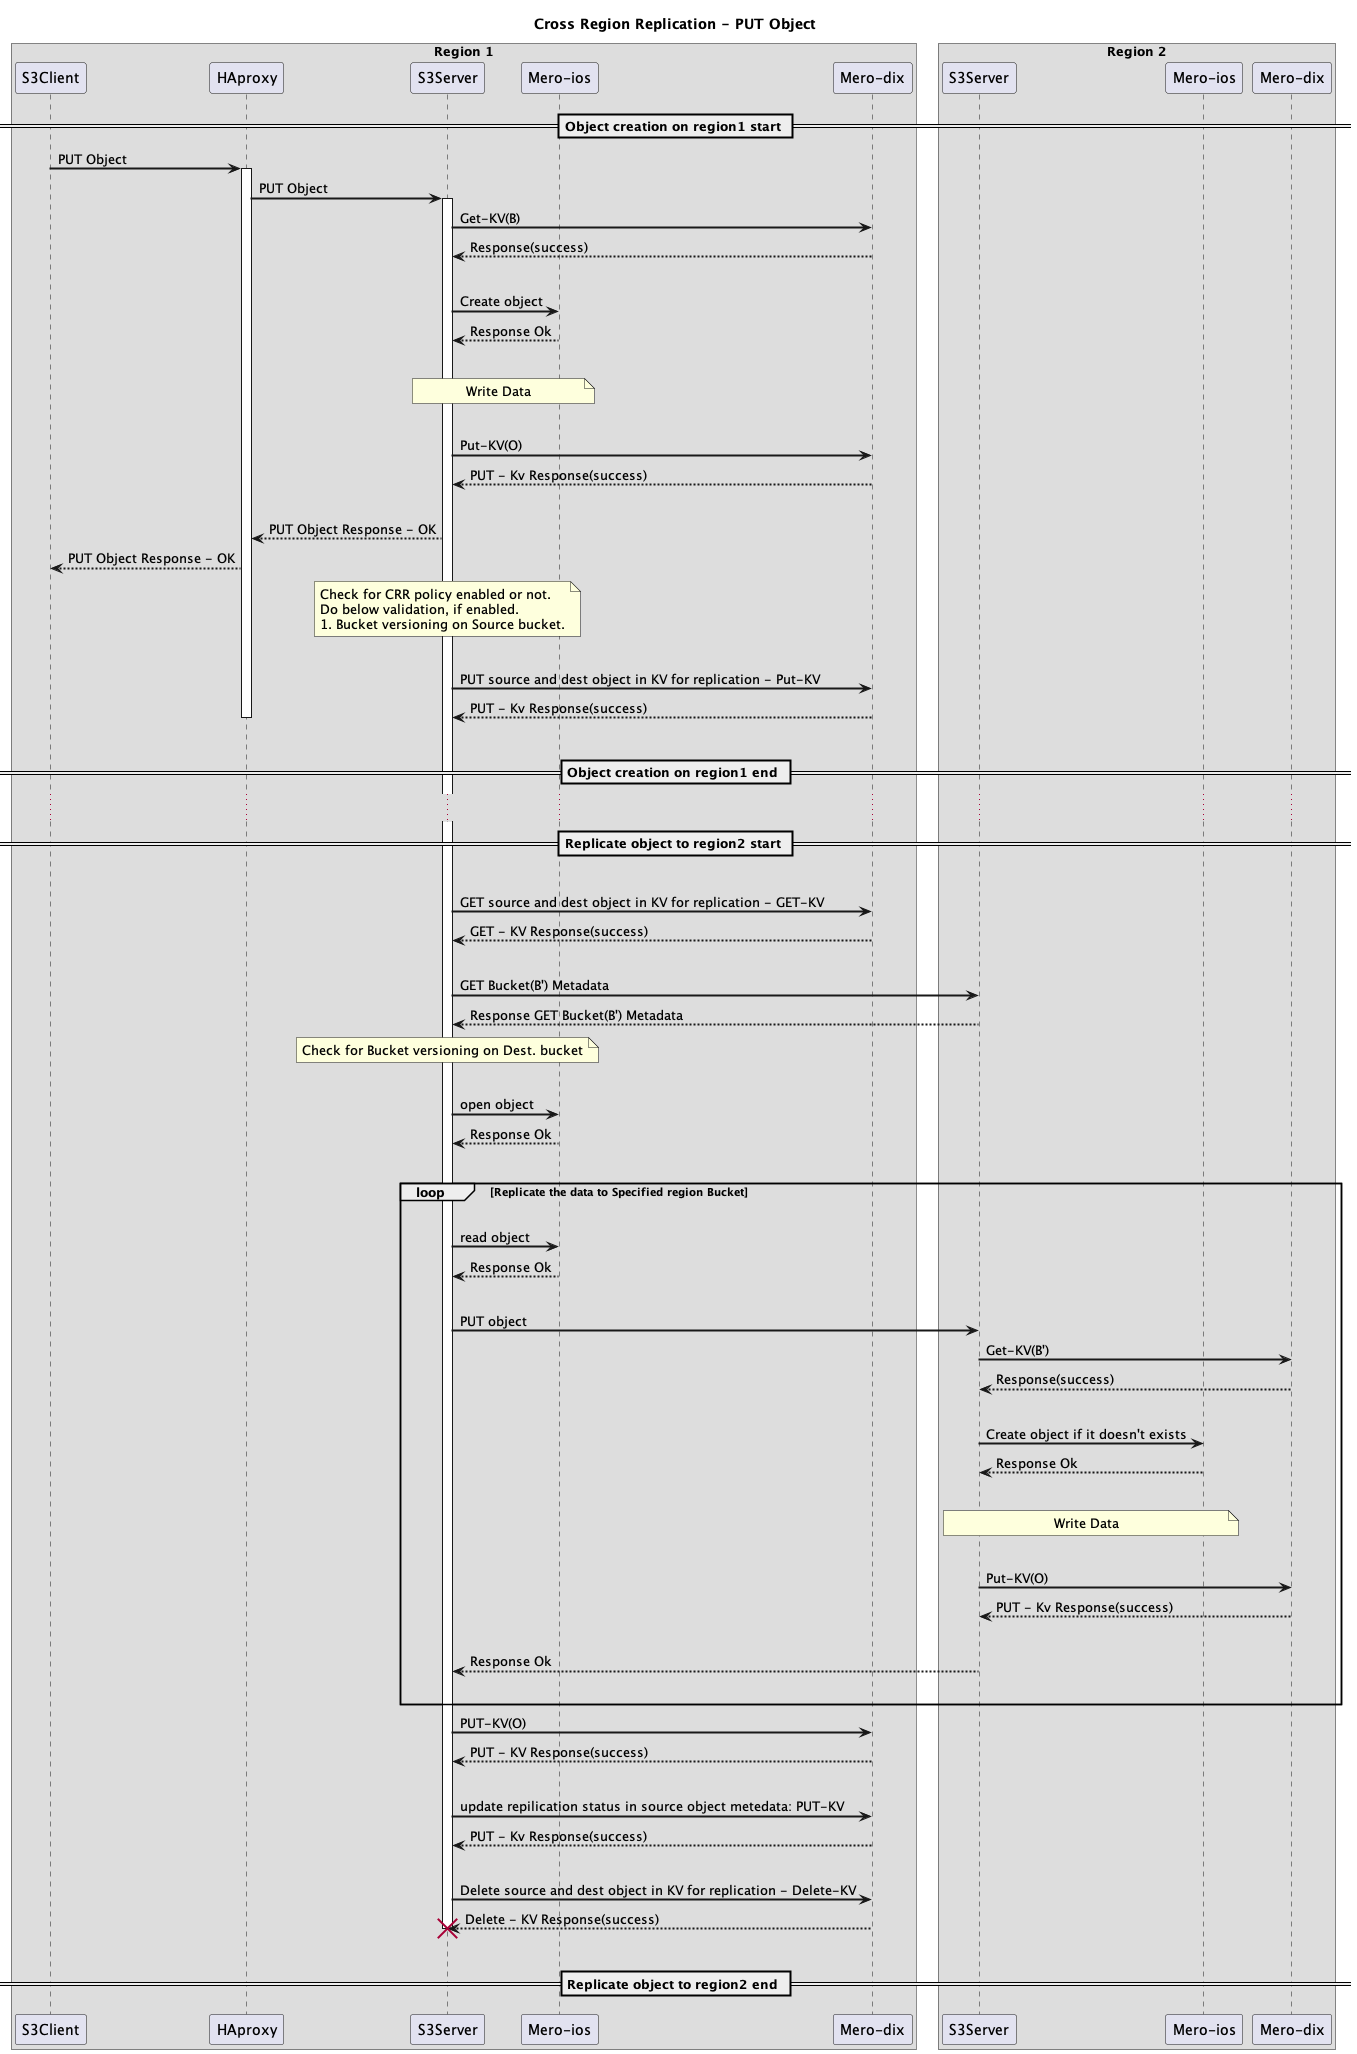 Cross Region Replication - PUT Object
Region 1
Region 2
S3Client
HAproxy
S3Server
Mero-ios
Mero-dix
S3Server
Mero-ios
Mero-dix
Object creation on region1 start
PUT Object
PUT Object
Get-KV(B)
Response(success)
Create object
Response Ok
Write Data
Put-KV(O)
PUT - Kv Response(success)
PUT Object Response - OK
PUT Object Response - OK
Check for CRR policy enabled or not.
Do below validation, if enabled.
1. Bucket versioning on Source bucket.
PUT source and dest object in KV for replication - Put-KV
PUT - Kv Response(success)
Object creation on region1 end
Replicate object to region2 start
GET source and dest object in KV for replication - GET-KV
GET - KV Response(success)
GET Bucket(B') Metadata
Response GET Bucket(B') Metadata
Check for Bucket versioning on Dest. bucket
open object
Response Ok
loop
[Replicate the data to Specified region Bucket]
read object
Response Ok
PUT object
Get-KV(B')
Response(success)
Create object if it doesn't exists
Response Ok
Write Data
Put-KV(O)
PUT - Kv Response(success)
Response Ok
PUT-KV(O)
PUT - KV Response(success)
update repilication status in source object metedata: PUT-KV
PUT - Kv Response(success)
Delete source and dest object in KV for replication - Delete-KV
Delete - KV Response(success)
Replicate object to region2 end
S3Client
HAproxy
S3Server
Mero-ios
Mero-dix
S3Server
Mero-ios
Mero-dix